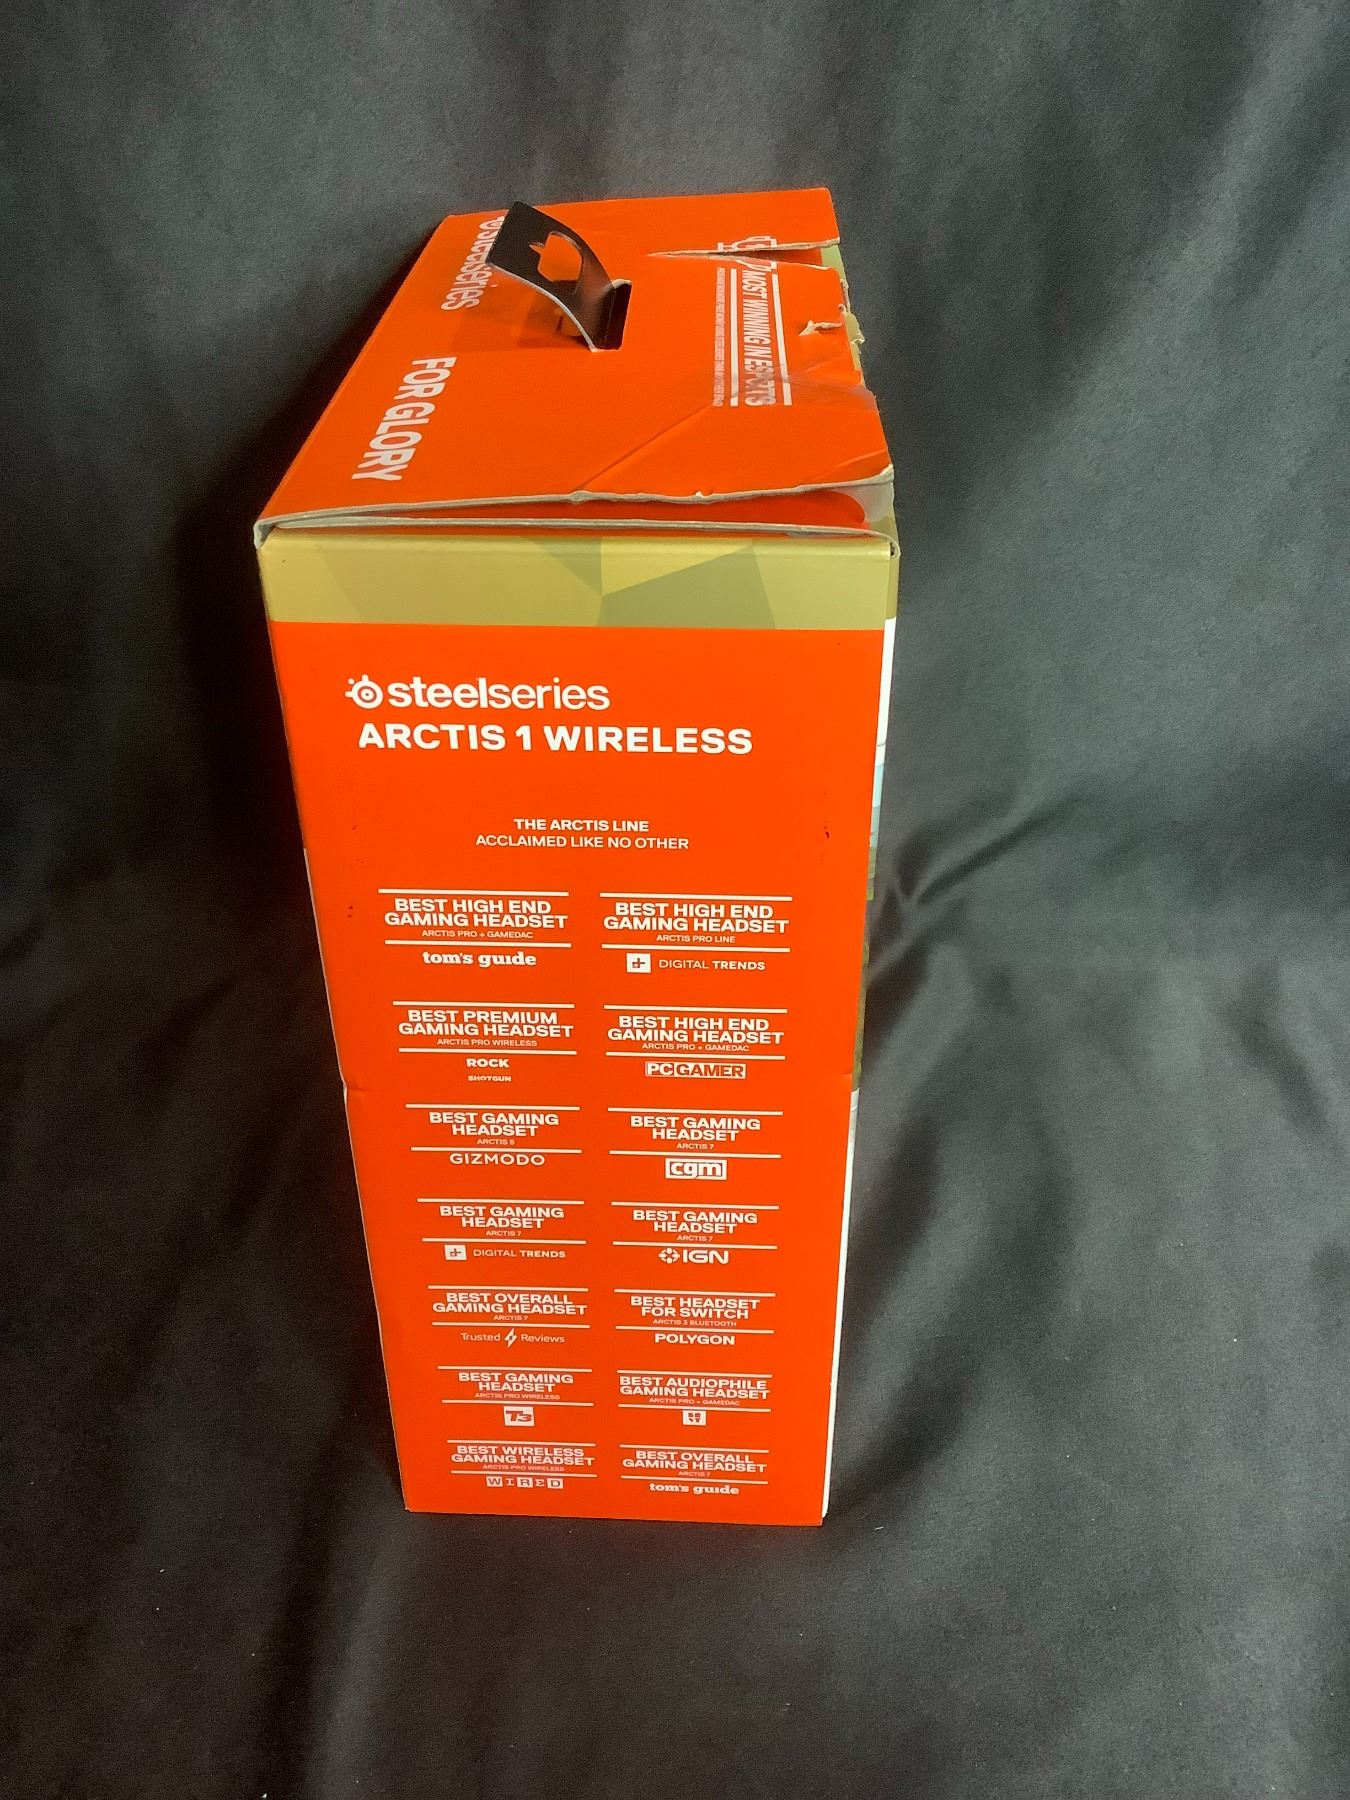 steelseries
FOR GLORY
MOST WINNING IN ESPORTS
steelseries
ARCTIS 1 WIRELESS
THE ARCTIS LINE
ACCLAIMED LIKE NO OTHER
BEST HIGH END
GAMING HEADSET
ARCTIS PRO + GAMEDAC
tom's guide
BEST HIGH END
GAMING HEADSET
ARCTIS PRO LINE
DIGITAL TRENDS
BEST PREMIUM
GAMING HEADSET
ARCTIS PRO WIRELESS
ROCK
SHOTGUN
BEST HIGH END
GAMING HEADSET
ARCTIS PRO + GAMEDAC
PC GAMER
BEST GAMING
HEADSET
ARCTIS 5
GIZMODO
BEST GAMING
HEADSET
ARCTIS 7
cgm
BEST GAMING
HEADSET
ARCTIS 7
DIGITAL TRENDS
BEST GAMING
HEADSET
ARCTIS 7
IGN
BEST OVERALL
GAMING HEADSET
ARCTIS 7
Trusted Reviews
BEST HEADSET
FOR SWITCH
ARCTIS 3 BLUETOOTH
POLYGON
BEST GAMING
HEADSET
ARCTIS PRO WIRELESS
T3
BEST AUDIOPHILE
GAMING HEADSET
ARCTIS PRO + GAMEDAC
BEST WIRELESS
GAMING HEADSET
ARCTIS PRO WIRELESS
WIRED
BEST OVERALL
GAMING HEADSET
ARCTIS 7
tom's guide